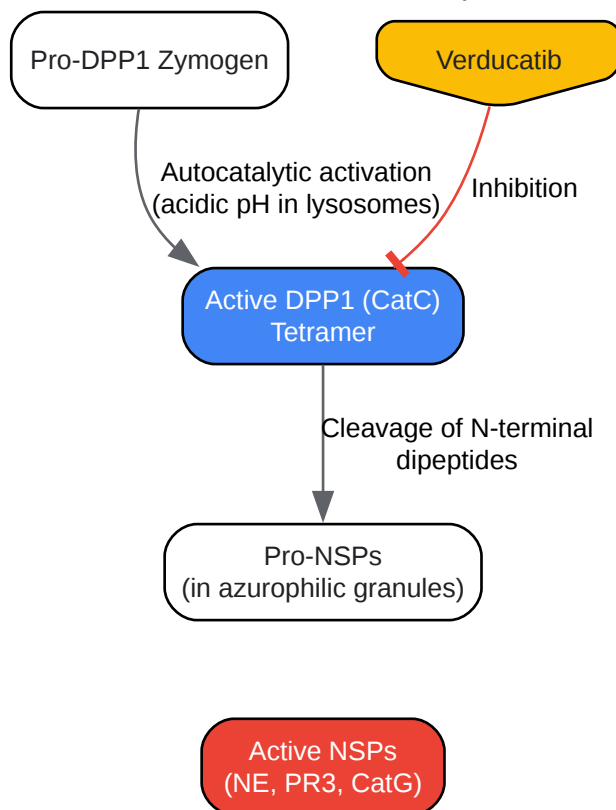 Pro-DPP1 Zymogen
Verducatib
Autocatalytic activation
(acidic pH in lysosomes)
Inhibition
Active DPP1 (CatC)
Tetramer
Cleavage of N-terminal
dipeptides
Pro-NSPs
(in azurophilic granules)
Active NSPs
(NE, PR3, CatG)